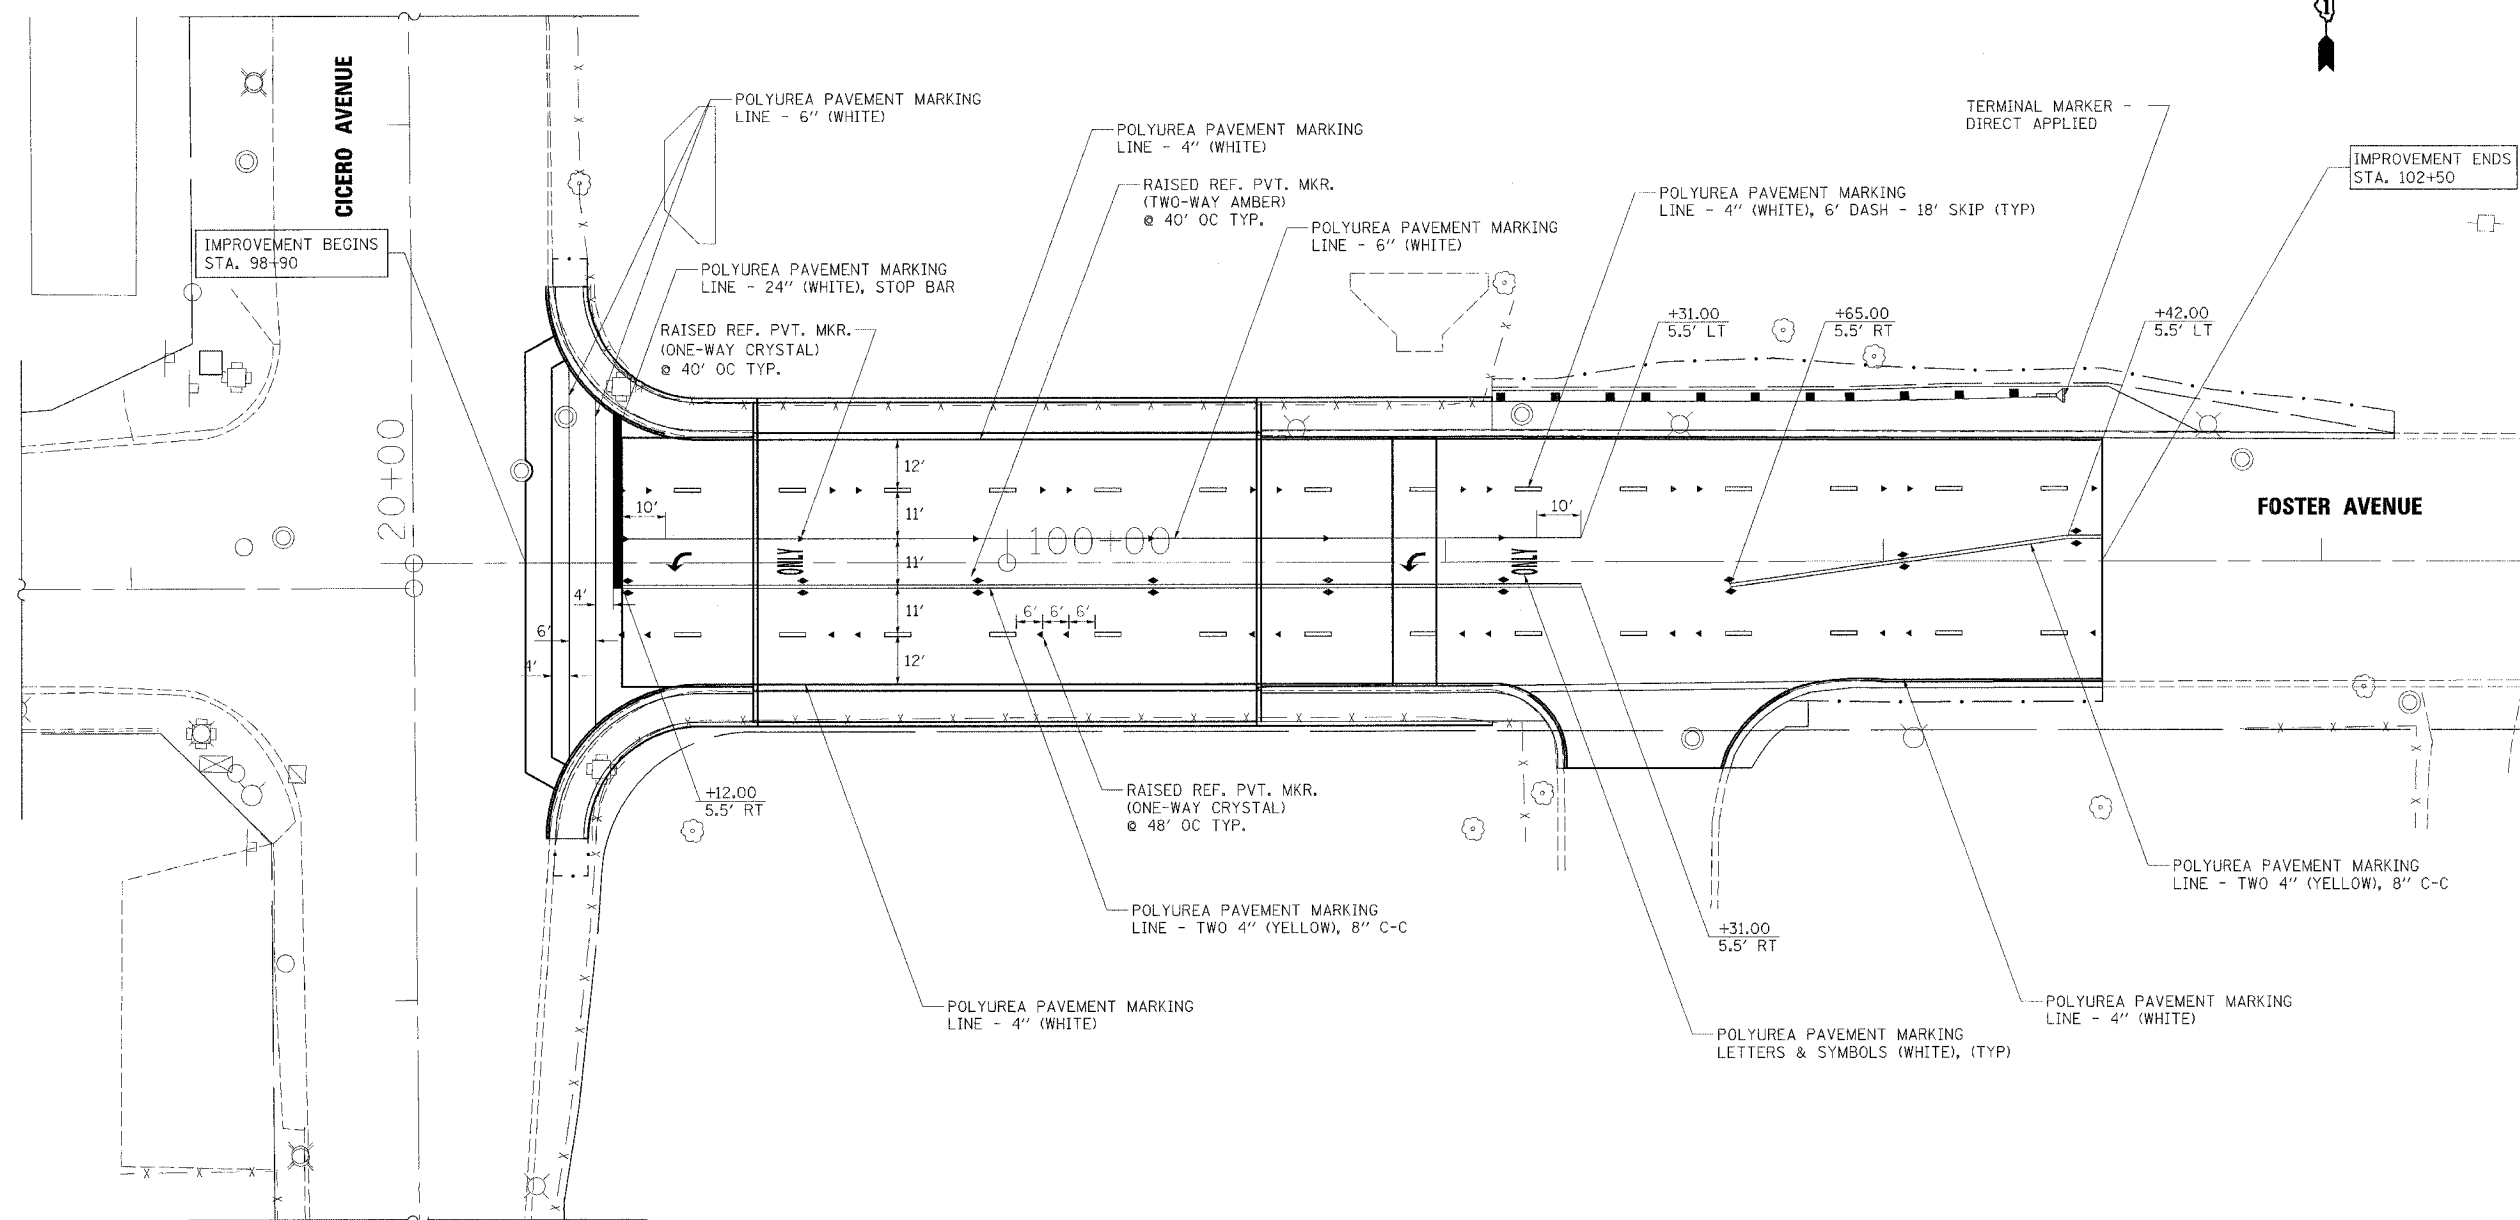 CICERO AVENUE
POLYUREA PAVEMENT MARKING
LINE - 6" (WHITE)
POLYUREA PAVEMENT MARKING
LINE - 4" (WHITE)
TERMINAL MARKER -
DIRECT APPLIED
IMPROVEMENT ENDS
STA. 102+50
RAISED REF. PVT. MKR.
(TWO-WAY AMBER)
@ 40' OC TYP.
POLYUREA PAVEMENT MARKING
LINE - 4" (WHITE), 6' DASH - 18' SKIP (TYP)
POLYUREA PAVEMENT MARKING
LINE - 6" (WHITE)
IMPROVEMENT BEGINS
STA. 98+90
POLYUREA PAVEMENT MARKING
LINE - 24" (WHITE), STOP BAR
RAISED REF. PVT. MKR.
(ONE-WAY CRYSTAL)
@ 40' OC TYP.
+31.00
5.5' LT
+65.00
5.5' RT
+42.00
5.5' LT
20+00
12'
10'
11'
10'
FOSTER AVENUE
100+00
ONLY
11'
ONLY
4'
11'
6' 6' 6'
6'
4'
12'
+12.00
5.5' RT
RAISED REF. PVT. MKR.
(ONE-WAY CRYSTAL)
@ 48' OC TYP.
POLYUREA PAVEMENT MARKING
LINE - TWO 4" (YELLOW), 8" C-C
POLYUREA PAVEMENT MARKING
LINE - TWO 4" (YELLOW), 8" C-C
+31.00
5.5' RT
POLYUREA PAVEMENT MARKING
LINE - 4" (WHITE)
POLYUREA PAVEMENT MARKING
LINE - 4" (WHITE)
POLYUREA PAVEMENT MARKING
LETTERS & SYMBOLS (WHITE), (TYP)